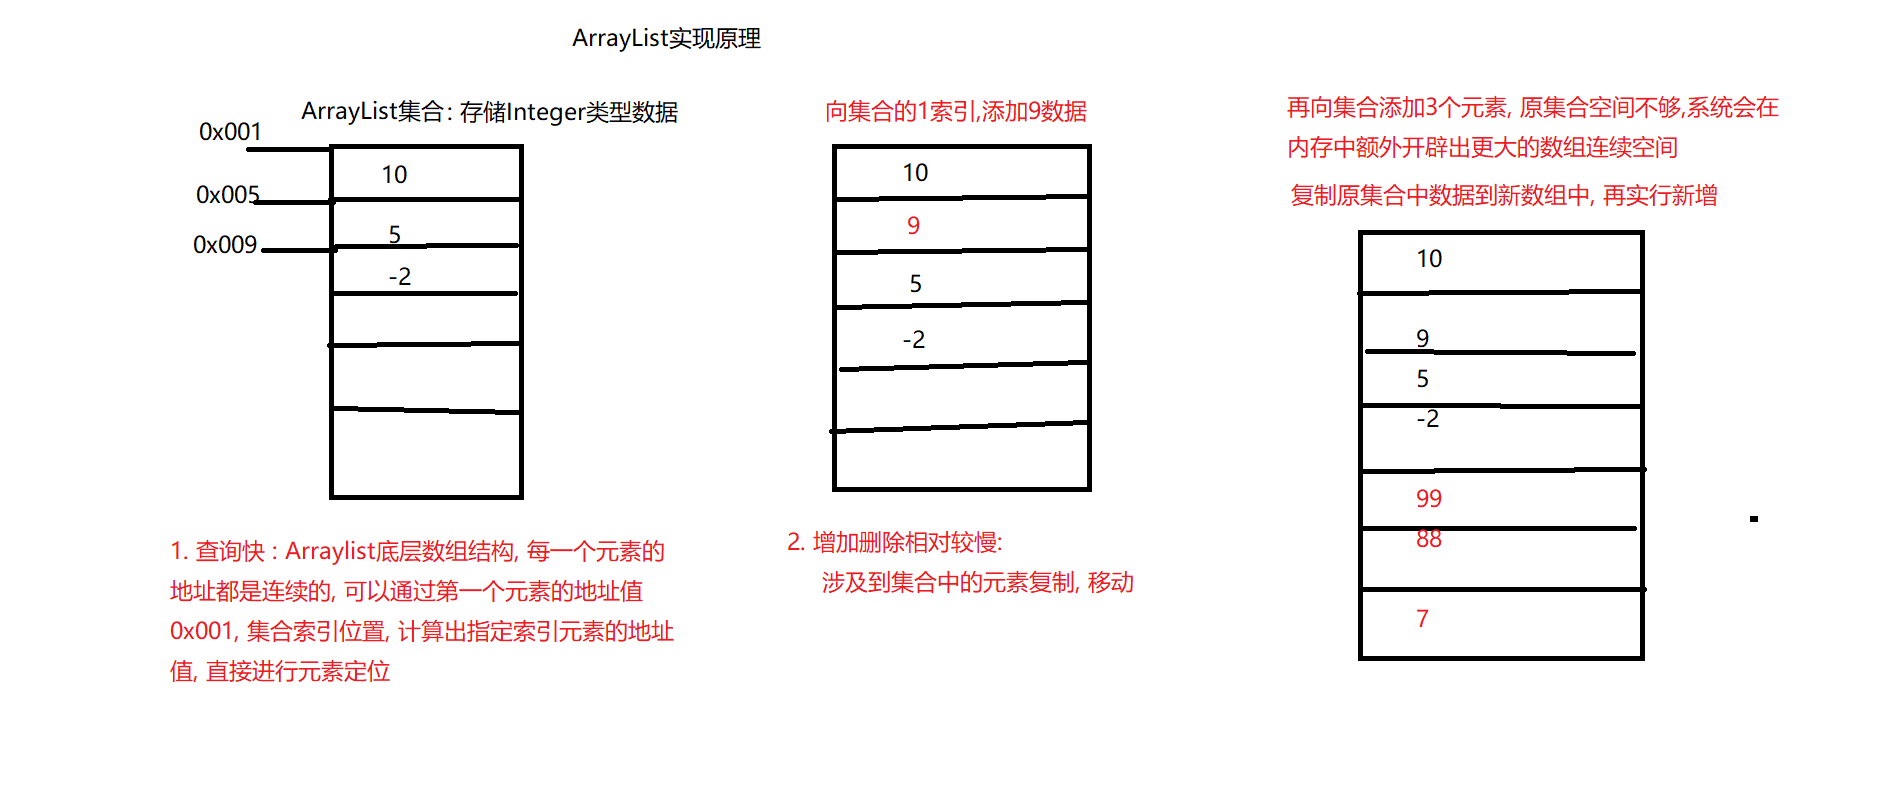 ArrayList实现原理
ArrayList集合: 存储Integer类型数据
0x001
0x005
0x009
10
5
-2
1. 查询快 : Arraylist底层数组结构, 每一个元素的
地址都是连续的, 可以通过第一个元素的地址值
0x001, 集合索引位置, 计算出指定索引元素的地址
值, 直接进行元素定位
向集合的1索引,添加9数据
10
9
5
-2
2. 增加删除相对较慢:
涉及到集合中的元素复制, 移动
再向集合添加3个元素, 原集合空间不够,系统会在
内存中额外开辟出更大的数组连续空间
复制原集合中数据到新数组中, 再实行新增
10
9
5
-2
99
88
7